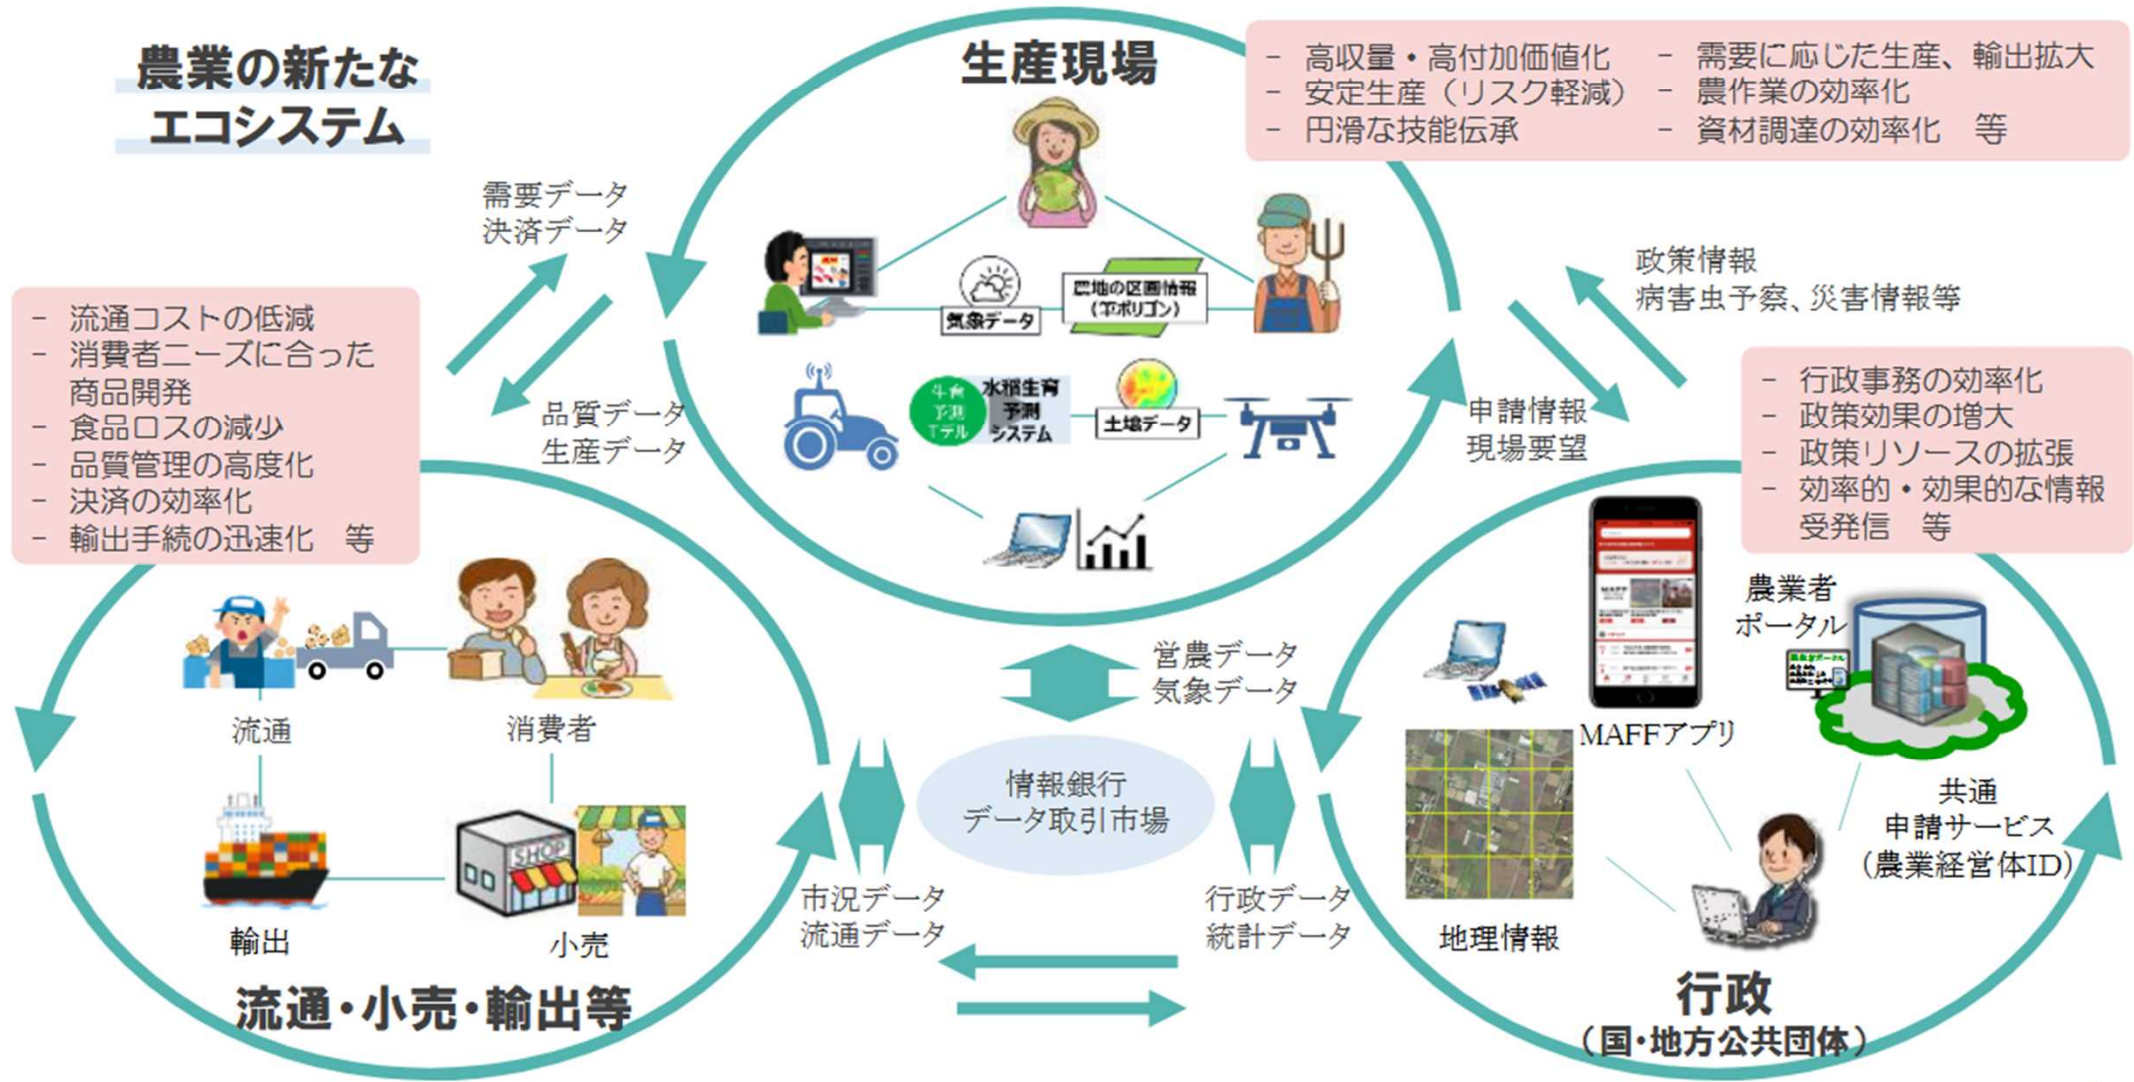 農業の新たな
エコシステム
生産現場
- 高収量・高付加価値化
- 安定生産（リスク軽減）
- 円滑な技能伝承
- 需要に応じた生産、輸出拡大
- 農作業の効率化
- 資材調達の効率化　等
需要データ
決済データ
品質データ
生産データ
気象データ
農地の区画情報
（筆ポリゴン）
生育
予測
モデル
水稲生育
予測
システム
土壌データ
政策情報
病害虫予察、災害情報等
申請情報
現場要望
- 流通コストの低減
- 消費者ニーズに合った
商品開発
- 食品ロスの減少
- 品質管理の高度化
- 決済の効率化
- 輸出手続の迅速化　等
流通
消費者
輸出
SHOP
小売
流通・小売・輸出等
営農データ
気象データ
情報銀行
データ取引市場
市況データ
流通データ
行政データ
統計データ
- 行政事務の効率化
- 政策効果の増大
- 政策リソースの拡張
- 効率的・効果的な情報
受発信　等
農業者
ポータル
MAFFアプリ
共通
申請サービス
（農業経営体ID）
地理情報
行政
（国・地方公共団体）